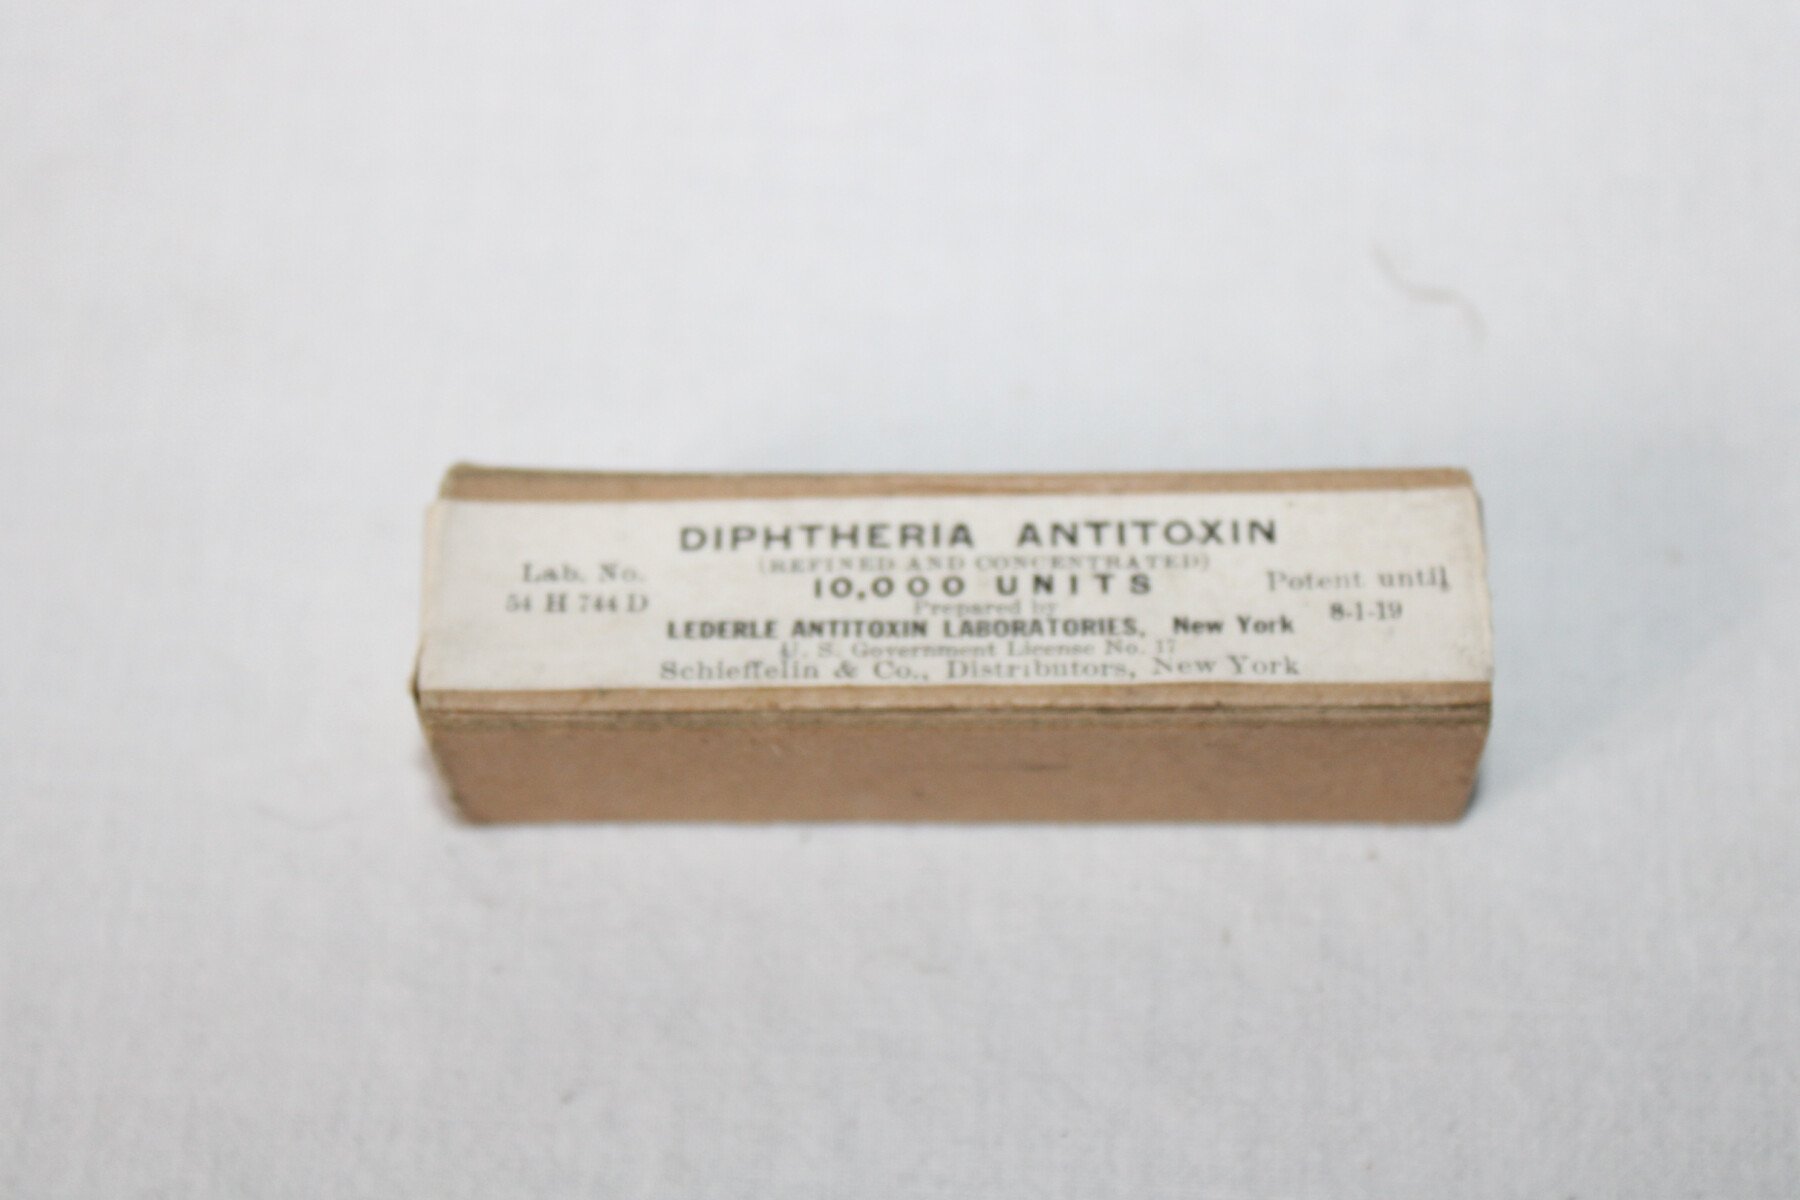 DIPHTHERIA ANTITOXIN
(REFINED AND CONCENTRATED)
10,000 UNITS
Prepared by
LEDERLE ANTITOXIN LABORATORIES, New York
U. S. Government License No. 17
Schieffelin & Co., Distributors, New York
Lab. No.
54 H 744 D
Potent until
8-1-19